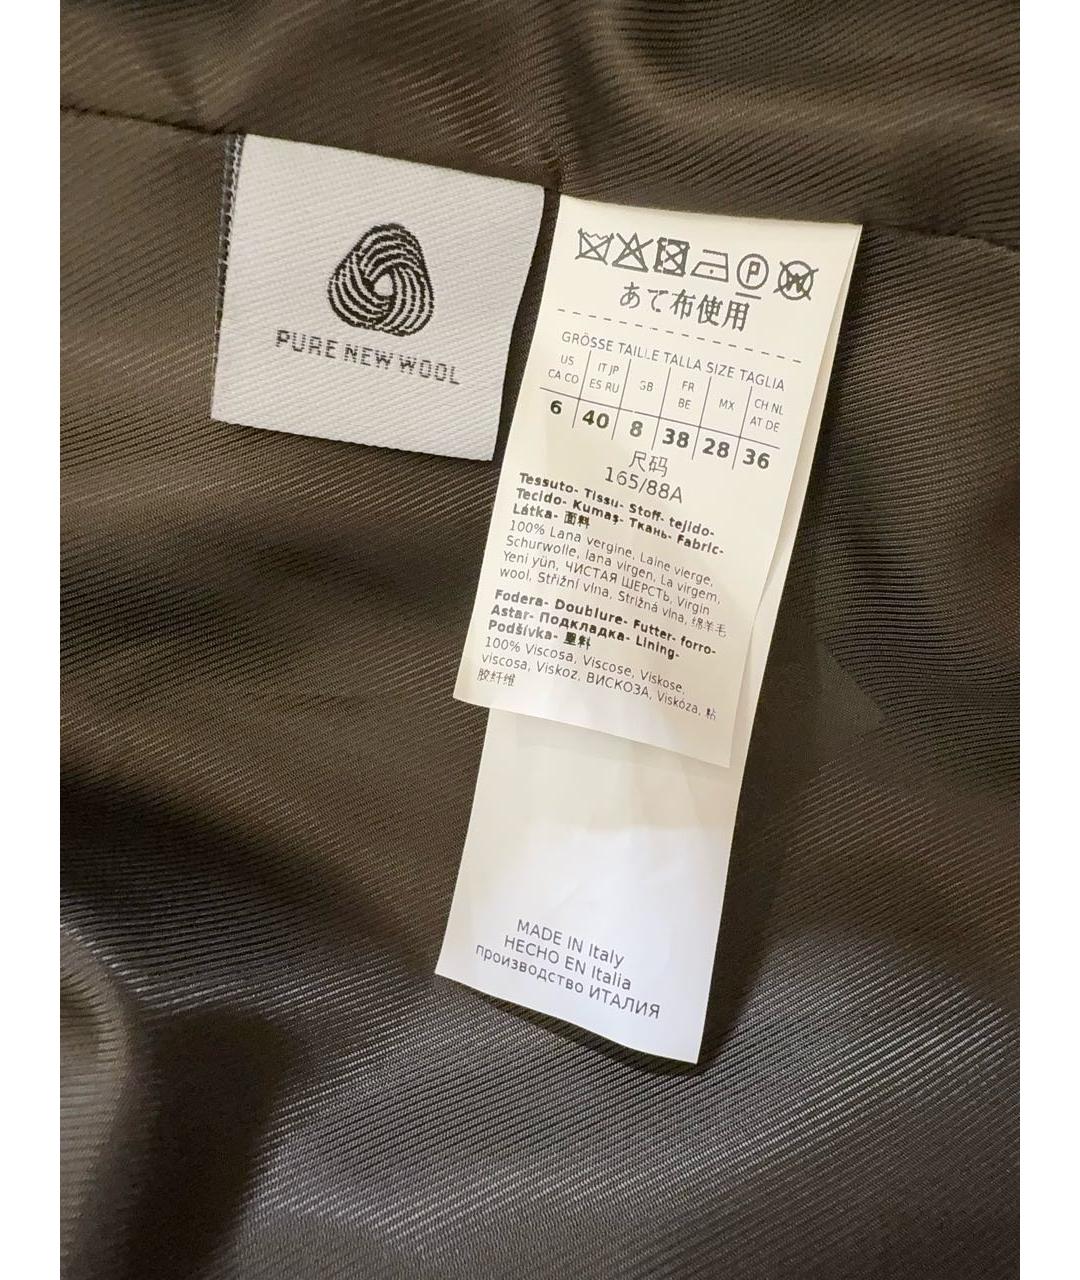 PURE NEW WOOL
P W
あて布使用
GRÖSSE TAILLE TALLA SIZE TAGLIA
US CA CO IT JP ES RU GB FR BE MX CH NL AT DE
6 40 8 38 28 36
尺码
165/88A
Tessuto- Tissu- Stoff- tejido-
Tecido- Kumaş- Ткань- Fabric-
Látka- 面料
100% Lana vergine, Laine vierge,
Schurwolle, lana virgen, La virgem,
Yeni yün, ЧИСТАЯ ШЕРСТЬ, Virgin
wool, Střižní vlna, Strižná vlna, 绵羊毛
Fodera- Doublure- Futter- forro-
Astar- Подкладка- Lining-
Podšívka- 里料
100% Viscosa, Viscose, Viskose,
viscosa, Viskoz, ВИСКОЗА, Viskóza, 粘
胶纤维
MADE IN Italy
HECHO EN Italia
производство ИТАЛИЯ